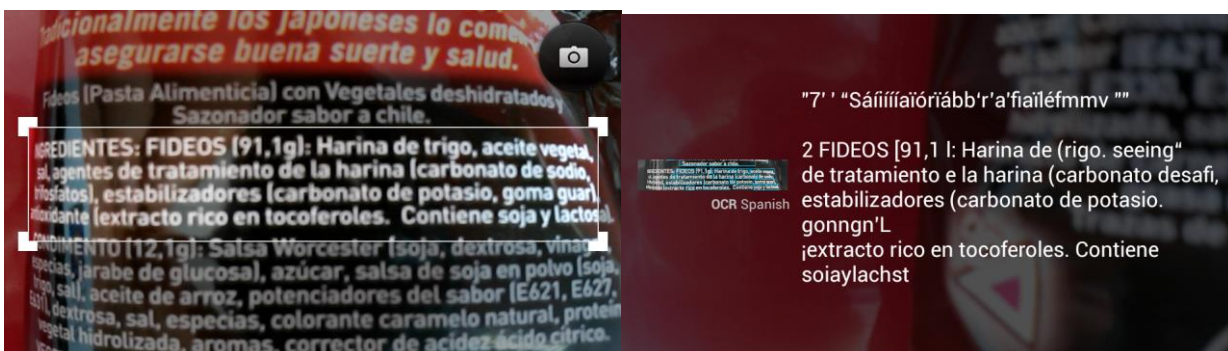 Tradicionalmente los japoneses lo come
asegurarse buena suerte y salud.
Fideos (Pasta Alimenticia) con Vegetales deshidratados y
Sazonador sabor a chile.
INGREDIENTES: FIDEOS (91,1g): Harina de trigo, aceite vegetal,
sal, agentes de tratamiento de la harina (carbonato de sodio,
trifosfatos), estabilizadores (carbonato de potasio, goma guar),
antioxidante (extracto rico en tocoferoles. Contiene soja y lactosa).
CONDIMENTO (12,1g): Salsa Worcester (soja, dextrosa, vinag
especias, jarabe de glucosa), azúcar, salsa de soja en polvo (soja,
trigo, sal), aceite de arroz, potenciadores del sabor (E621, E627,
E631), dextrosa, sal, especias, colorante caramelo natural, proteín
vegetal hidrolizada, aromas, corrector de acidez ácido cítrico.
"7' ' “Sáíiíííaïórïább‘r’a’fiaïléfmmv ""
2 FIDEOS [91,1 l: Harina de (rigo. seeing“
de tratamiento e la harina (carbonato desafi,
estabilizadores (carbonato de potasio.
gonngn'L
¡extracto rico en tocoferoles. Contiene
soiaylachst
OCR Spanish